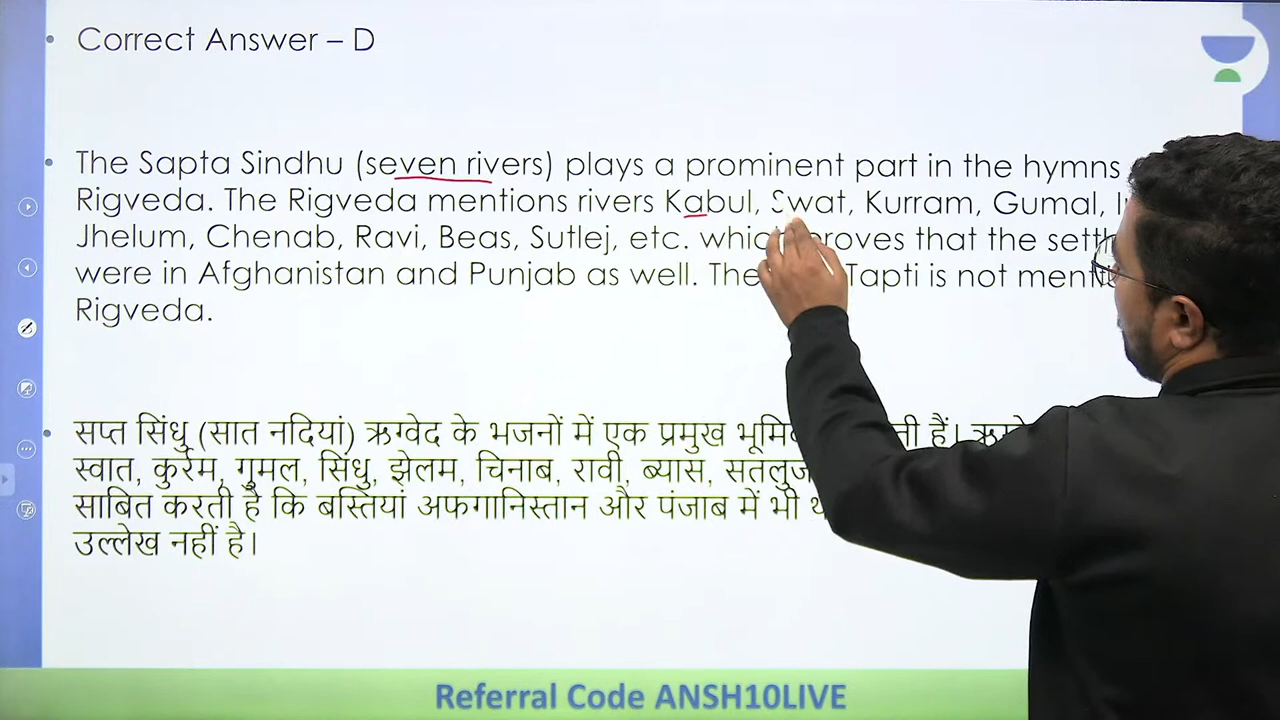 Correct Answer – D
The Sapta Sindhu (seven rivers) plays a prominent part in the hymns
Rigveda. The Rigveda mentions rivers Kabul, Swat, Kurram, Gumal,
Jhelum, Chenab, Ravi, Beas, Sutlej, etc. which proves that the
were in Afghanistan and Punjab as well. The Tapti is not
Rigveda.
सप्त सिंधु (सात नदियां) ऋग्वेद के भजनों में एक प्रमुख हैं।
स्वात, कुर्रम, गुमल, सिंधु, झेलम, चिनाब, रावी, ब्यास,
साबित करती है कि बस्तियां अफगानिस्तान और पंजाब में भी
उल्लेख नहीं है।
Referral Code ANSH10LIVE